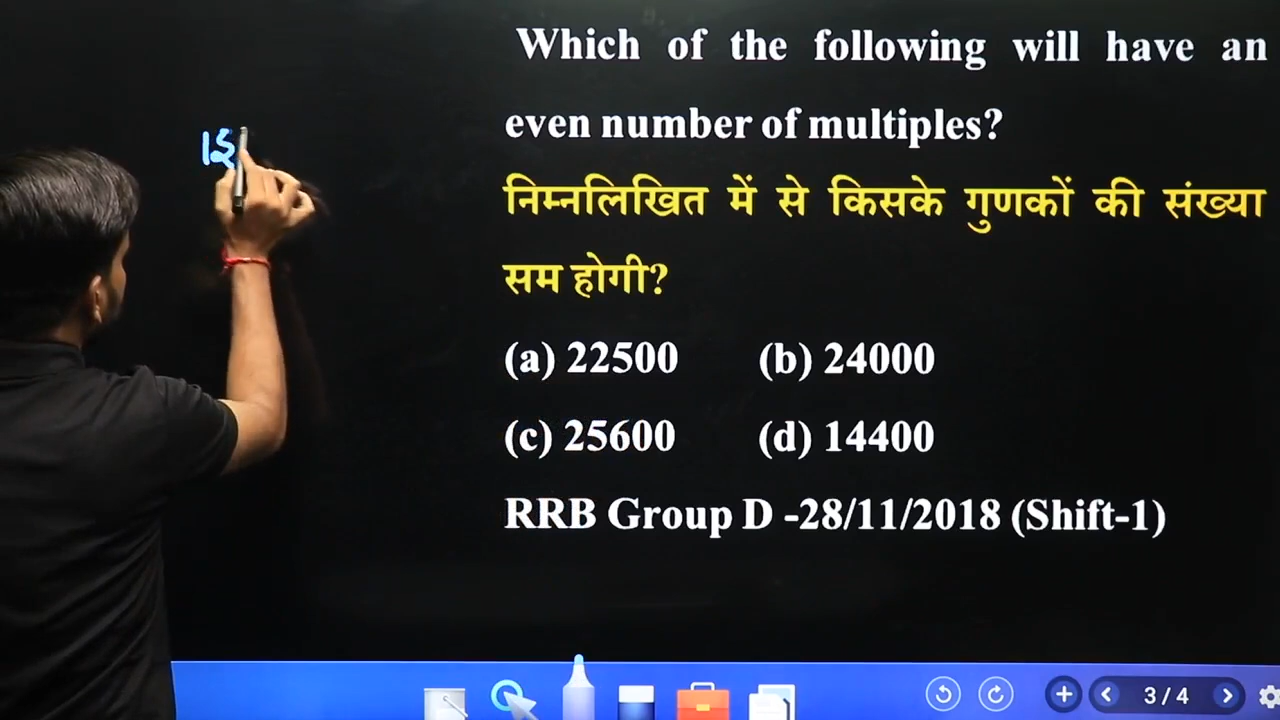 Which of the following will have an
even number of multiples?
निम्नलिखित में से किसके गुणकों की संख्या
सम होगी?
(a) 22500 (b) 24000
(c) 25600 (d) 14400
RRB Group D -28/11/2018 (Shift-1)
3 / 4